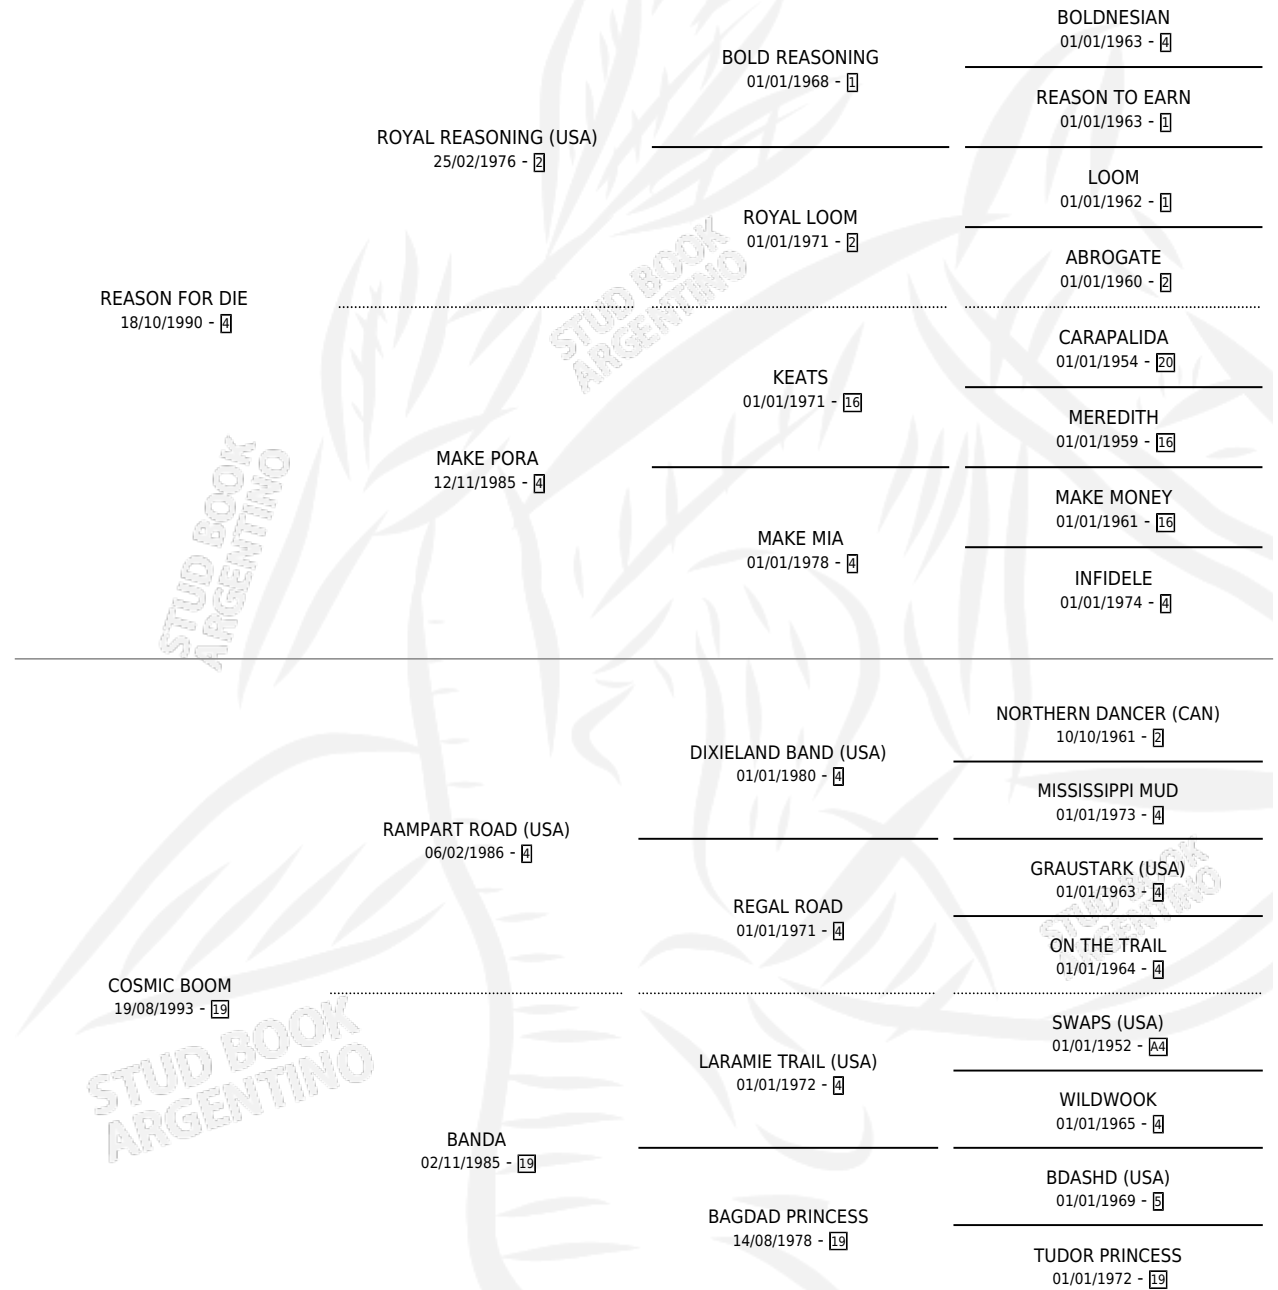 BOLDNESIAN
01/01/1963 - 4
BOLD REASONING
01/01/1968 - 1
REASON TO EARN
01/01/1963 - 1
ROYAL REASONING (USA)
25/02/1976 - 2
LOOM
01/01/1962 - 1
ROYAL LOOM
01/01/1971 - 2
ABROGATE
01/01/1960 - 2
REASON FOR DIE
18/10/1990 - 4
CARAPALIDA
01/01/1954 - 20
KEATS
01/01/1971 - 16
MEREDITH
01/01/1959 - 16
MAKE PORA
12/11/1985 - 4
MAKE MONEY
01/01/1961 - 16
MAKE MIA
01/01/1978 - 4
INFIDELE
01/01/1974 - 4
STUD BOOK
ARGENTINO
STUD BOOK
ARGENTINO
NORTHERN DANCER (CAN)
10/10/1961 - 2
DIXIELAND BAND (USA)
01/01/1980 - 4
MISSISSIPPI MUD
01/01/1973 - 4
RAMPART ROAD (USA)
06/02/1986 - 4
GRAUSTARK (USA)
01/01/1963 - 4
REGAL ROAD
01/01/1971 - 4
ON THE TRAIL
01/01/1964 - 4
STUD BOOK
ARGENTINO
COSMIC BOOM
19/08/1993 - 19
SWAPS (USA)
01/01/1952 - A4
LARAMIE TRAIL (USA)
01/01/1972 - 4
WILDWOOK
01/01/1965 - 4
STUD BOOK
ARGENTINO
BANDA
02/11/1985 - 19
BDASHD (USA)
01/01/1969 - 5
BAGDAD PRINCESS
14/08/1978 - 19
TUDOR PRINCESS
01/01/1972 - 19